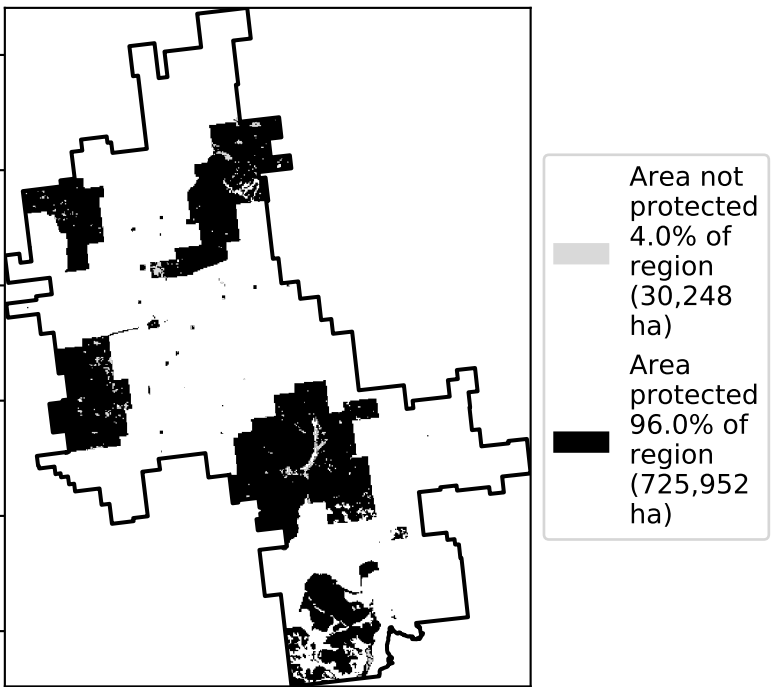 Area not
protected
4.0% of
region
(30,248
ha)
Area
protected
96.0% of
region
(725,952
ha)